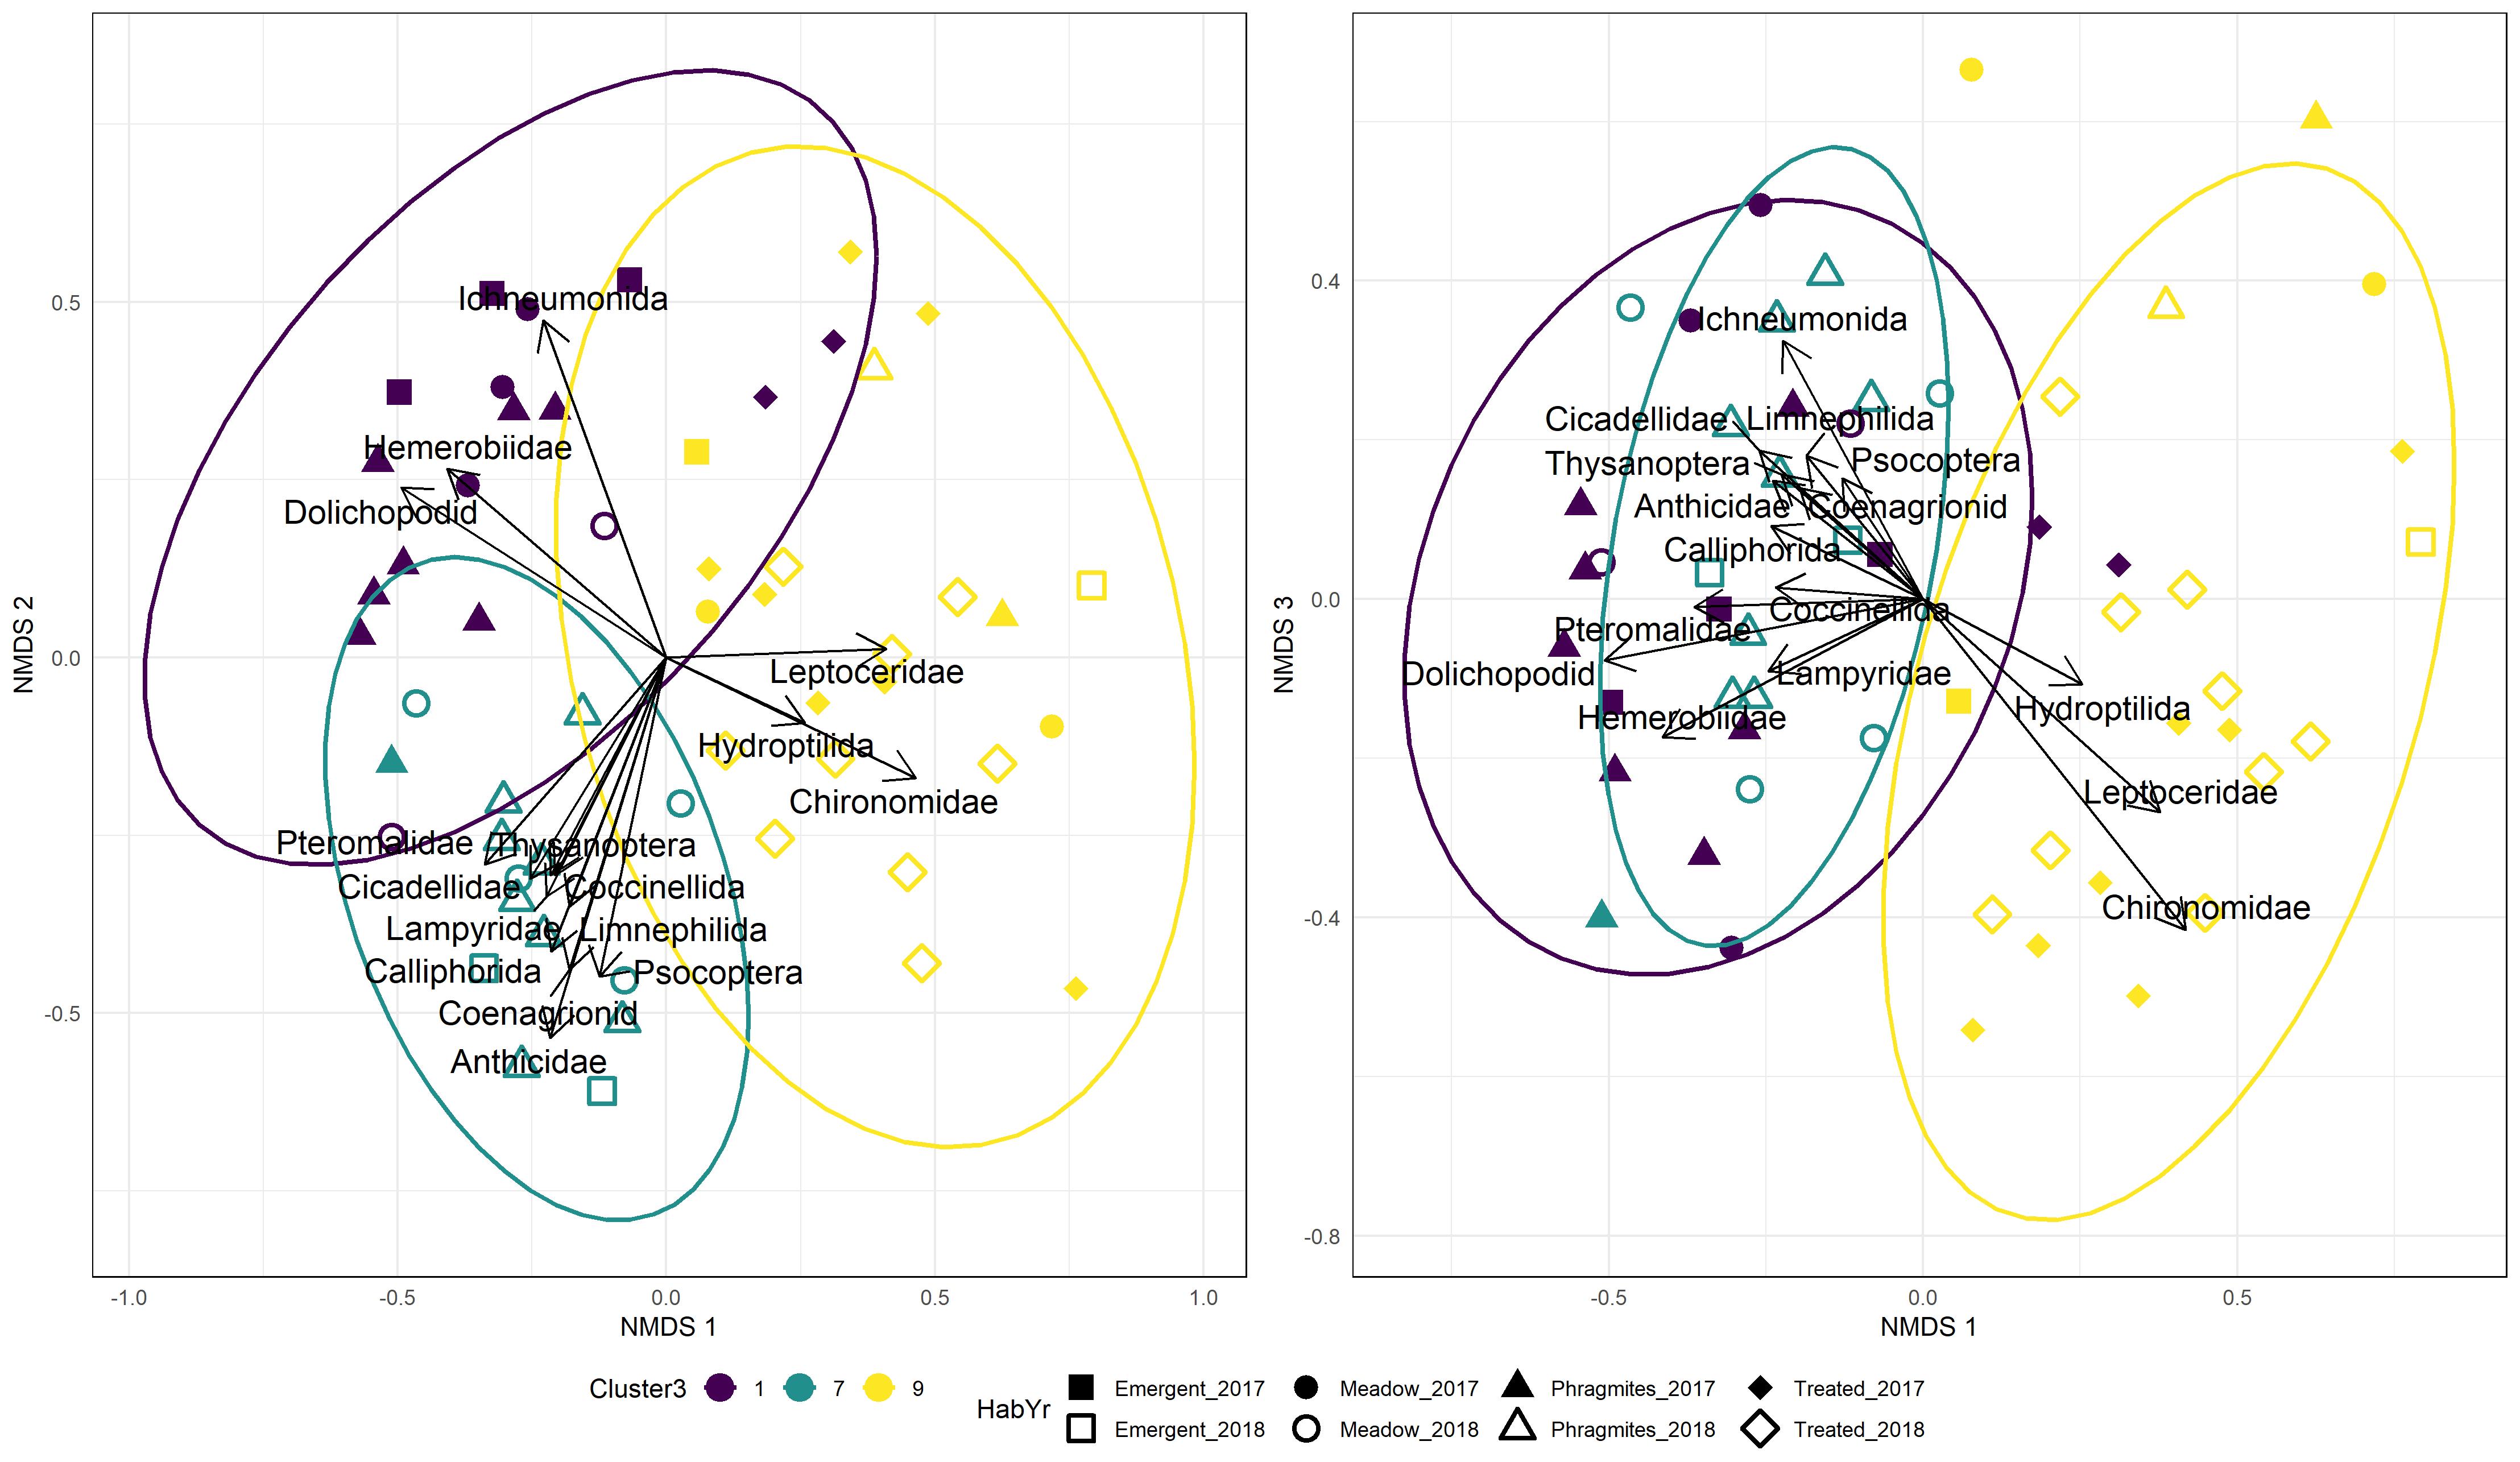 NMDS 2
0.5
0.0
-0.5
Ichneumonida
Hemerobiidae
Dolichopodid
Leptoceridae
Hydroptilida
Chironomidae
Pteromalidae Thysanoptera
Cicadellidae Coccinellida
Lampyridae Limnephilida
Calliphorida Psocoptera
Coenagrionid
Anthicidae
-1.0 -0.5 0.0 0.5 1.0
NMDS 1
NMDS 3
0.4
0.0
-0.4
-0.8
Ichneumonida
Cicadellidae Limnephilida
Thysanoptera Psocoptera
Anthicidae Coenagrionid
Calliphorida
Coccinellida
Pteromalidae
Dolichopodid Lampyridae
Hemerobiidae Hydroptilida
Leptoceridae
Chironomidae
-0.5 0.0 0.5
NMDS 1
Cluster3 1 7 9
HabYr
Emergent_2017 Meadow_2017 Phragmites_2017 Treated_2017
Emergent_2018 Meadow_2018 Phragmites_2018 Treated_2018